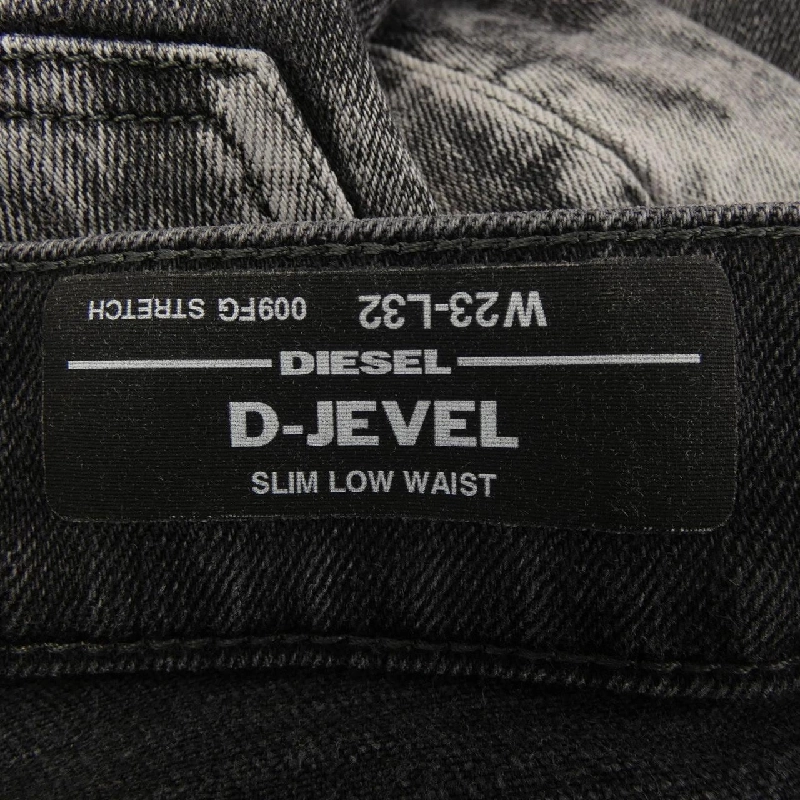 009FG STRETCH W23-L32
DIESEL
D-JEVEL
SLIM LOW WAIST